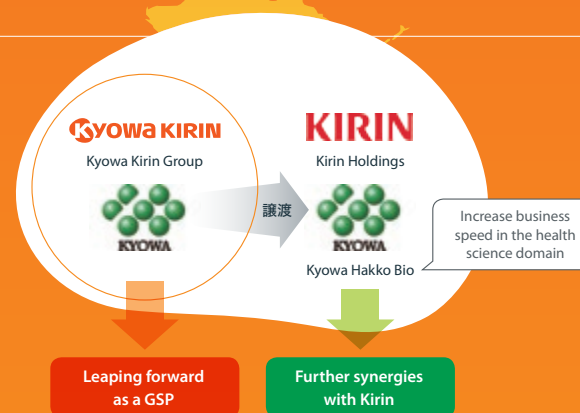 KYOWA KIRIN
Kyowa Kirin Group
KYOWA
譲渡
KIRIN
Kirin Holdings
KYOWA
Kyowa Hakko Bio
Increase business
speed in the health
science domain
Leaping forward
as a GSP
Further synergies
with Kirin